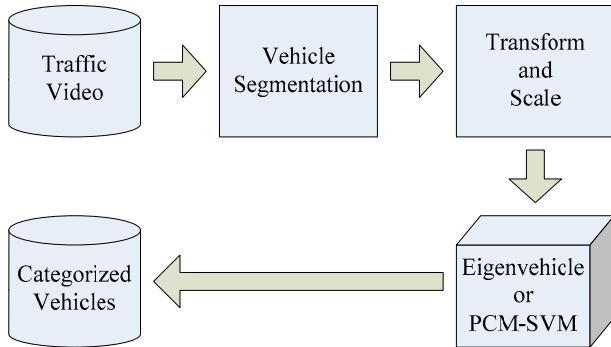 Traffic
Video
Vehicle
Segmentation
Transform
and
Scale
Eigenvehicle
or
PCM-SVM
Categorized
Vehicles